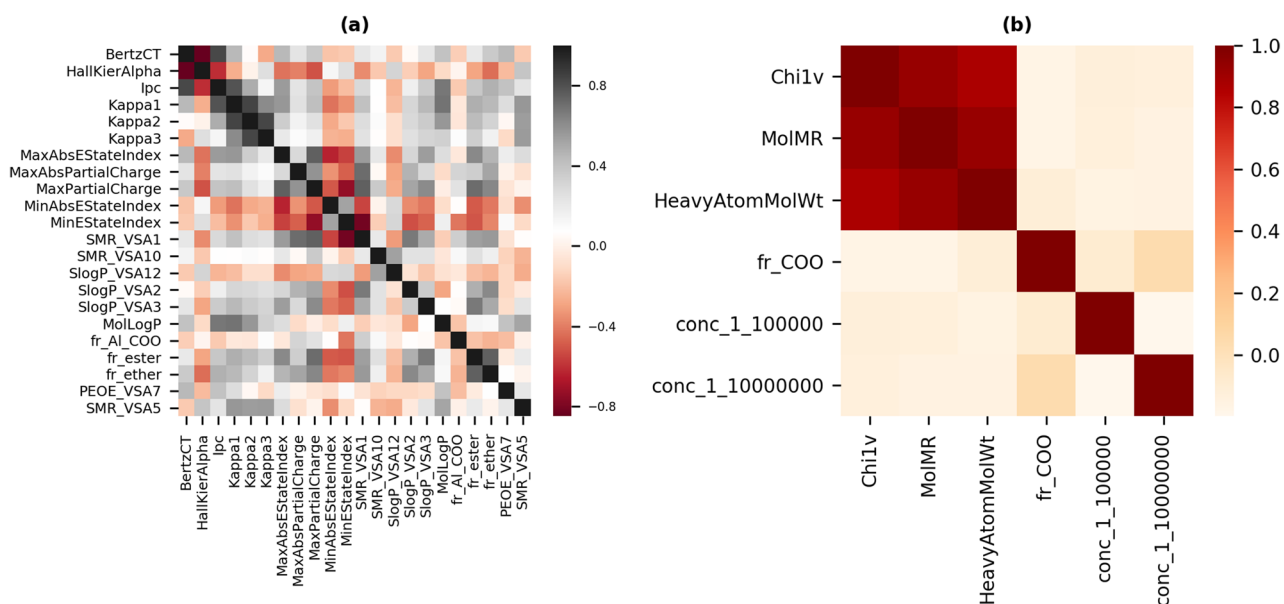 (a)
BertzCT
HallKierAlpha
Ipc
Kappa1
Kappa2
Kappa3
MaxAbsEStateIndex
MaxAbsPartialCharge
MaxPartialCharge
MinAbsEStateIndex
MinEStateIndex
SMR_VSA1
SMR_VSA10
SlogP_VSA12
SlogP_VSA2
SlogP_VSA3
MolLogP
fr_Al_COO
fr_ester
fr_ether
PEOE_VSA7
SMR_VSA5
BertzCT
HallKierAlpha
Ipc
Kappa1
Kappa2
Kappa3
MaxAbsEStateIndex
MaxAbsPartialCharge
MaxPartialCharge
MinAbsEStateIndex
MinEStateIndex
SMR_VSA1
SMR_VSA10
SlogP_VSA12
SlogP_VSA2
SlogP_VSA3
MolLogP
fr_Al_COO
fr_ester
fr_ether
PEOE_VSA7
SMR_VSA5
0.8
0.4
0.0
−0.4
−0.8
(b)
Chi1v
MolMR
HeavyAtomMolWt
fr_COO
conc_1_100000
conc_1_10000000
Chi1v
MolMR
HeavyAtomMolWt
fr_COO
conc_1_100000
conc_1_10000000
1.0
0.8
0.6
0.4
0.2
0.0